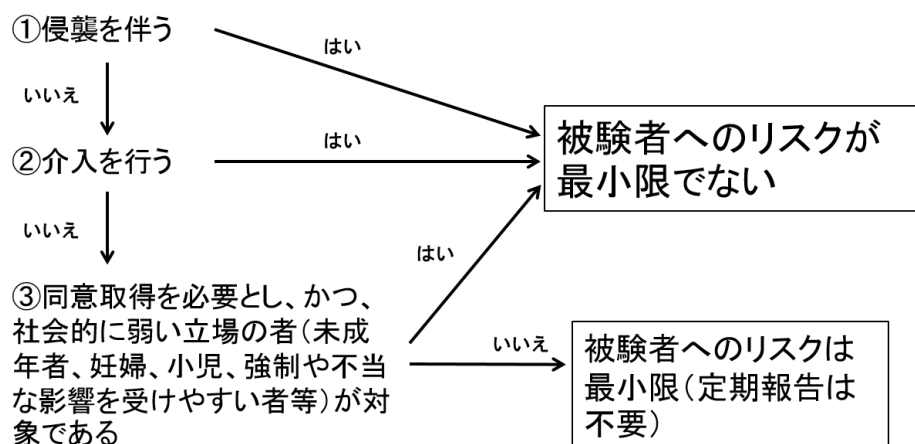 ①侵襲を伴う
はい
いいえ
②介入を行う
はい
被験者へのリスクが
最小限でない
いいえ
はい
③同意取得を必要とし、かつ、
社会的に弱い立場の者(未成
年者、妊婦、小児、強制や不当
な影響を受けやすい者等)が対
象である
いいえ
被験者へのリスクは
最小限(定期報告は
不要)